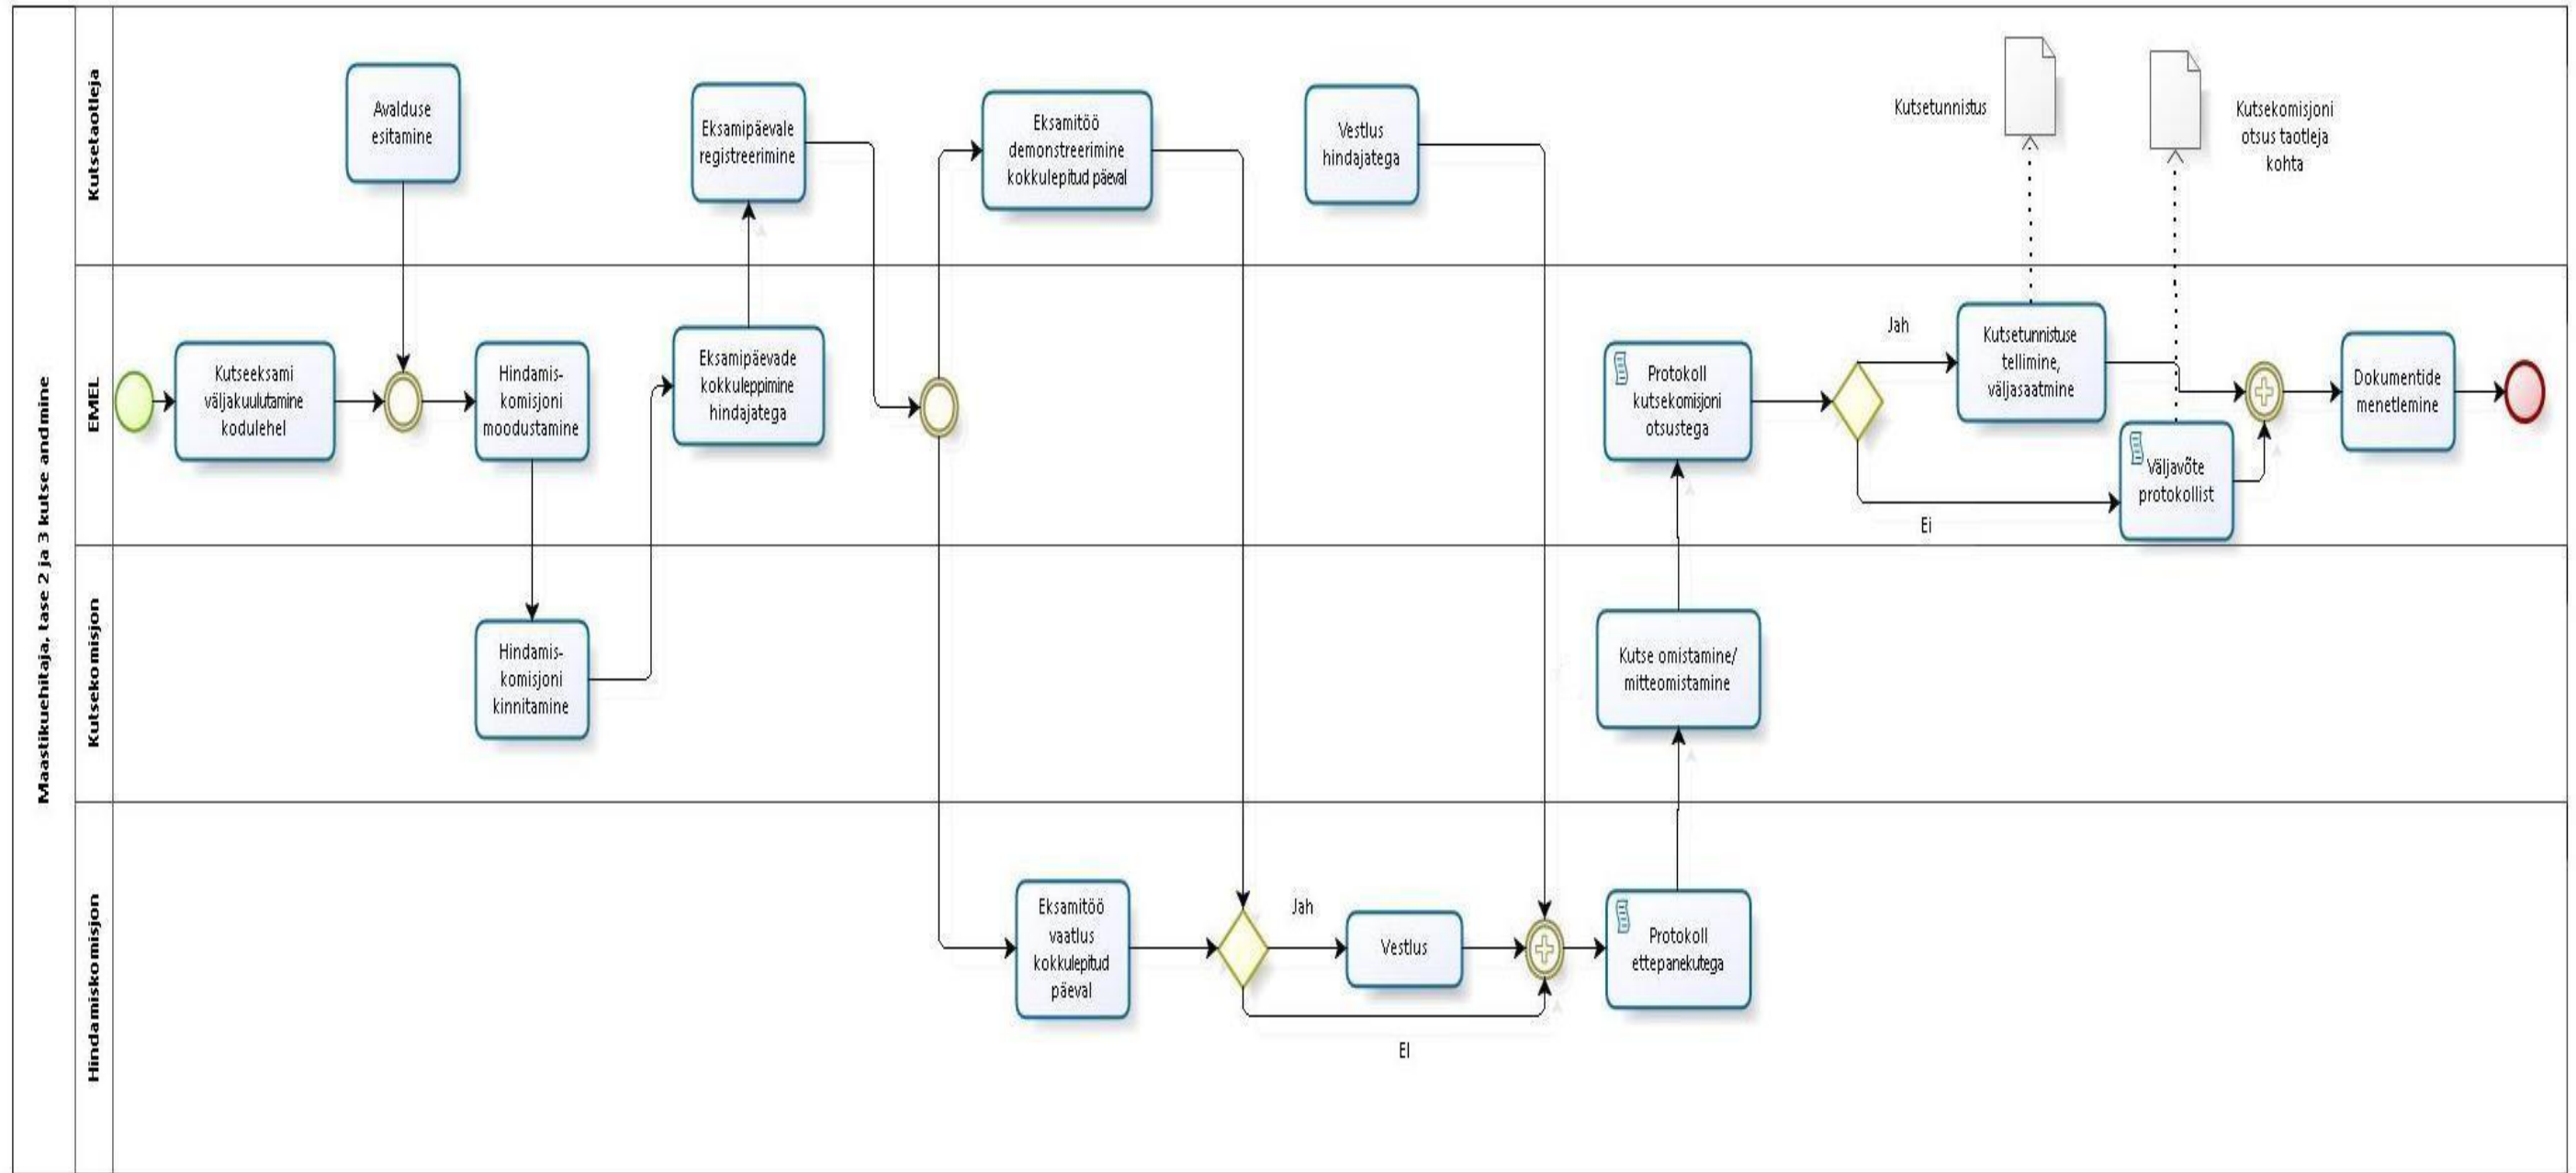 Maastikuehitaja, tase 2 ja 3 kutse andmine
Kutsetaotleja
Avalduse
esitamine
Eksamipäevale
registreerimine
Eksamitöö
demonstreerimine
kokkulepitud päeval
Vestlus
hindajatega
Kutsetunnistus
Kutsekomisjoni
otsus taotleja
kohta
EMEL
Kutseeksami
väljakuulutamine
kodulehel
Hindamis-
komisjoni
moodustamine
Eksamipäevade
kokkuleppimine
hindajatega
Protokoll
kutsekomisjoni
otsustega
Jah
Ei
Kutsetunnistuse
tellimine,
väljasaatmine
Väljavõte
protokollist
Dokumentide
menetlemine
Kutsekomisjon
Hindamis-
komisjoni
kinnitamine
Kutse omistamine/
mitteomistamine
Hindamiskomisjon
Eksamitöö
vaatlus
kokkulepitud
päeval
Jah
EI
Vestlus
Protokoll
ettepanekutega